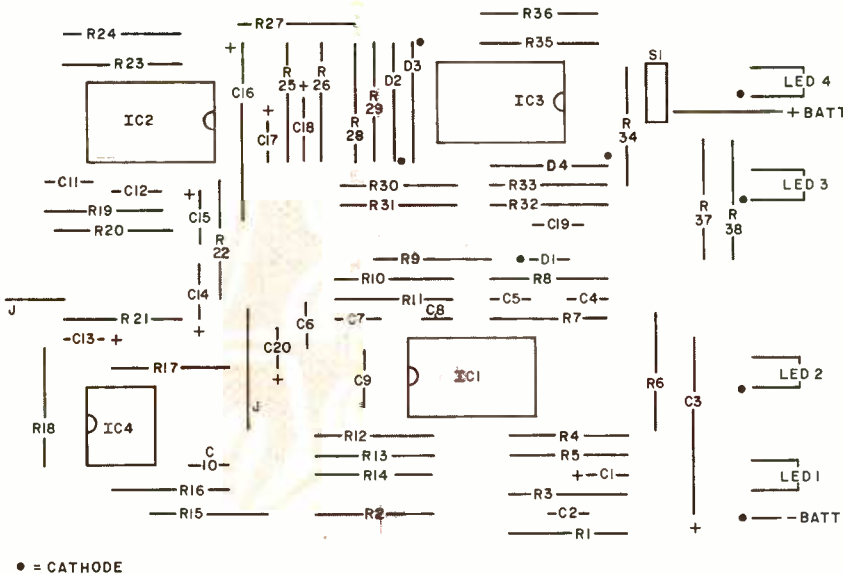 R36
R27
R24
R35
R23
+
S1
LED 4
R 25
R 26
D2
D3
C16
IC3
+ BATT
IC2
+
+
C17
C18
R 28
R 29
R 34
D4
C11
C12
R30
R33
LED 3
R19
+
C15
R31
R32
R 37
R 38
R20
C19
R 22
R9
D1
R10
R8
C14
J
R11
C5
C4
R21
+
C6
C7
C8
R7
C13
+
C20
R17
+
C9
IC1
R6
C3
LED 2
R18
IC4
J
R12
R4
R13
R5
C 10
R14
+
C1
LED 1
R16
R3
R15
R2
C2
+
-BATT
R1
● = CATHODE